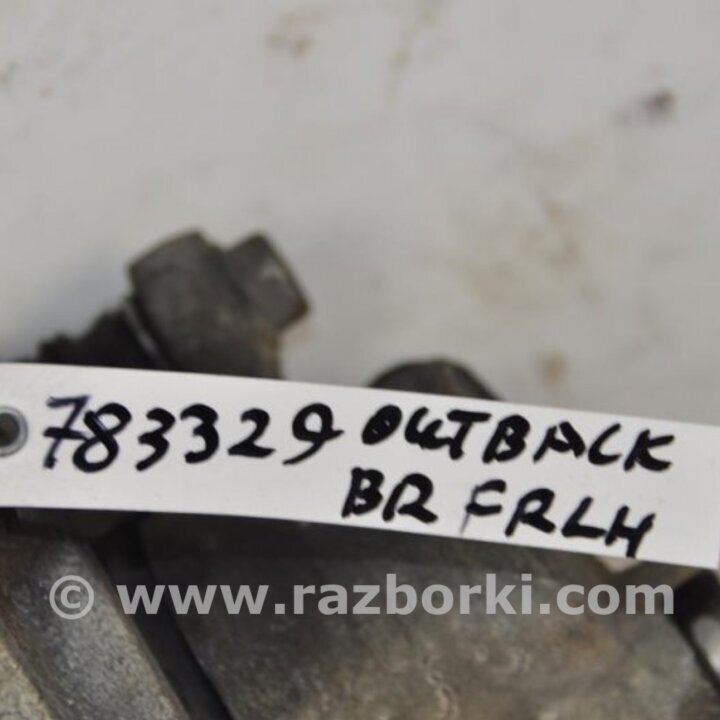 783329 OUTBACK
BR FRLH
© www.razborki.com